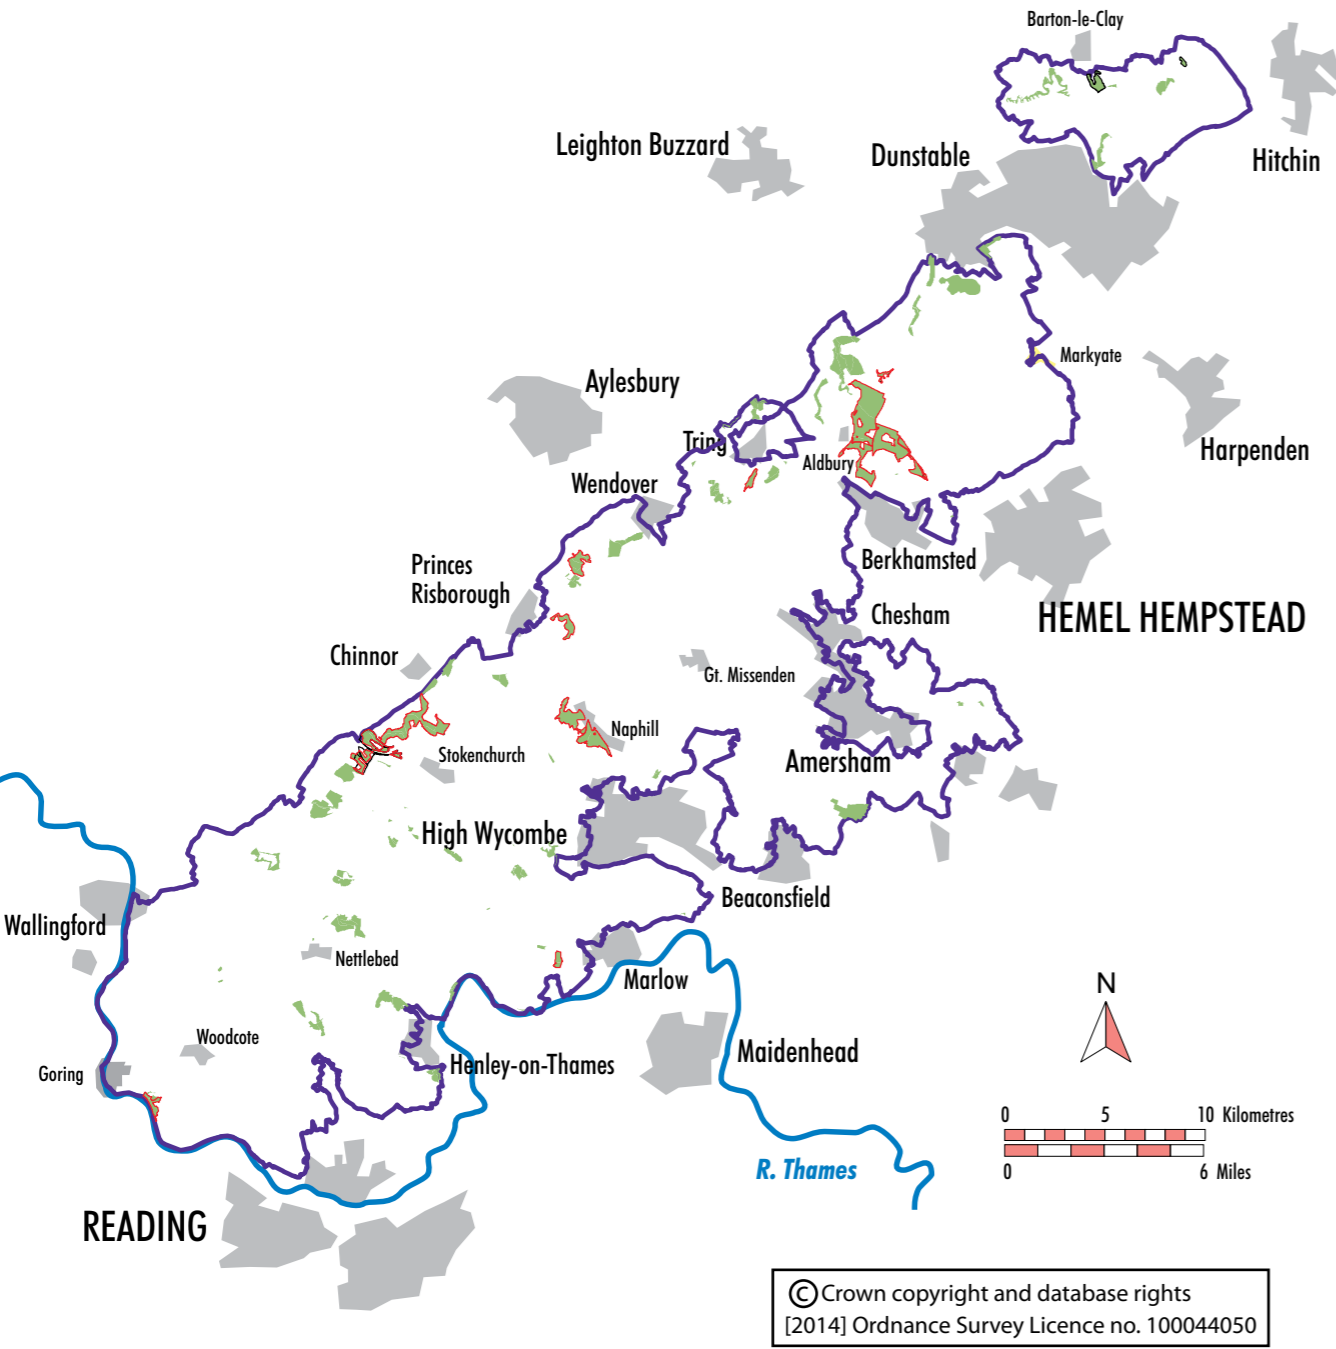 Barton-le-Clay
Leighton Buzzard
Dunstable
Hitchin
Markyate
Aylesbury
Harpenden
Tring
Aldbury
Wendover
Berkhamsted
Princes
Risborough
HEMEL HEMPSTEAD
Chesham
Chinnor
Gt. Missenden
Naphill
Stokenchurch
Amersham
High Wycombe
Beaconsfield
Wallingford
Nettlebed
Marlow
N
Woodcote
Maidenhead
Henley-on-Thames
Goring
0 5 10 Kilometres
0 6 Miles
R. Thames
READING
© Crown copyright and database rights
[2014] Ordnance Survey Licence no. 100044050